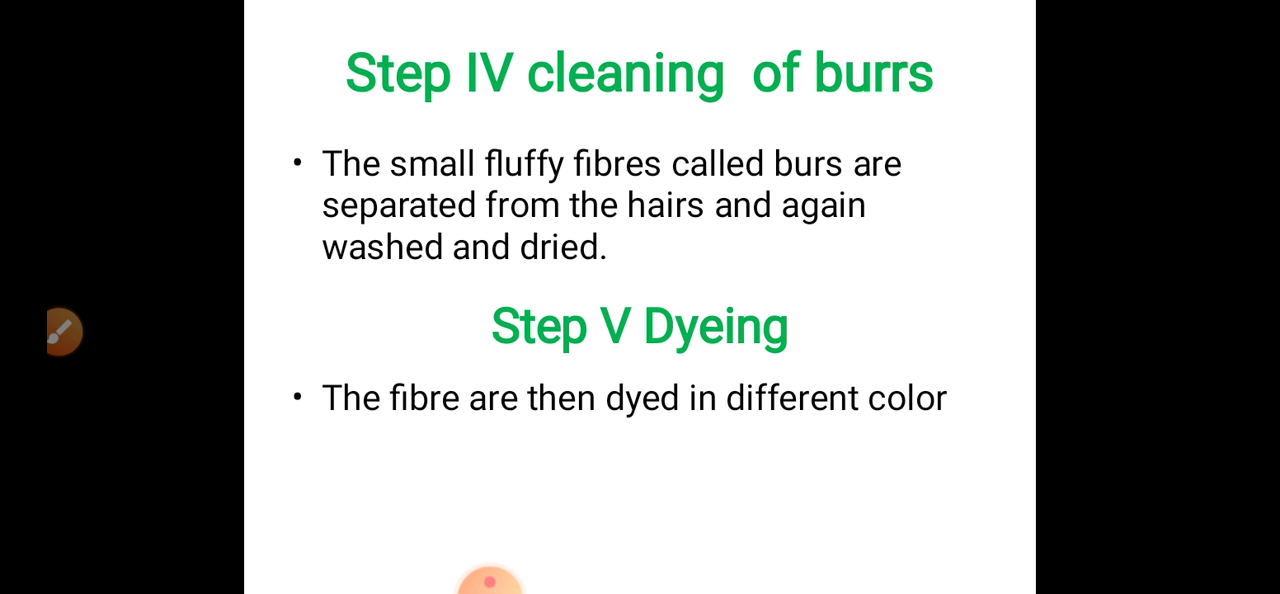 Step IV cleaning of burrs
• The small fluffy fibres called burs are
separated from the hairs and again
washed and dried.
Step V Dyeing
• The fibre are then dyed in different color